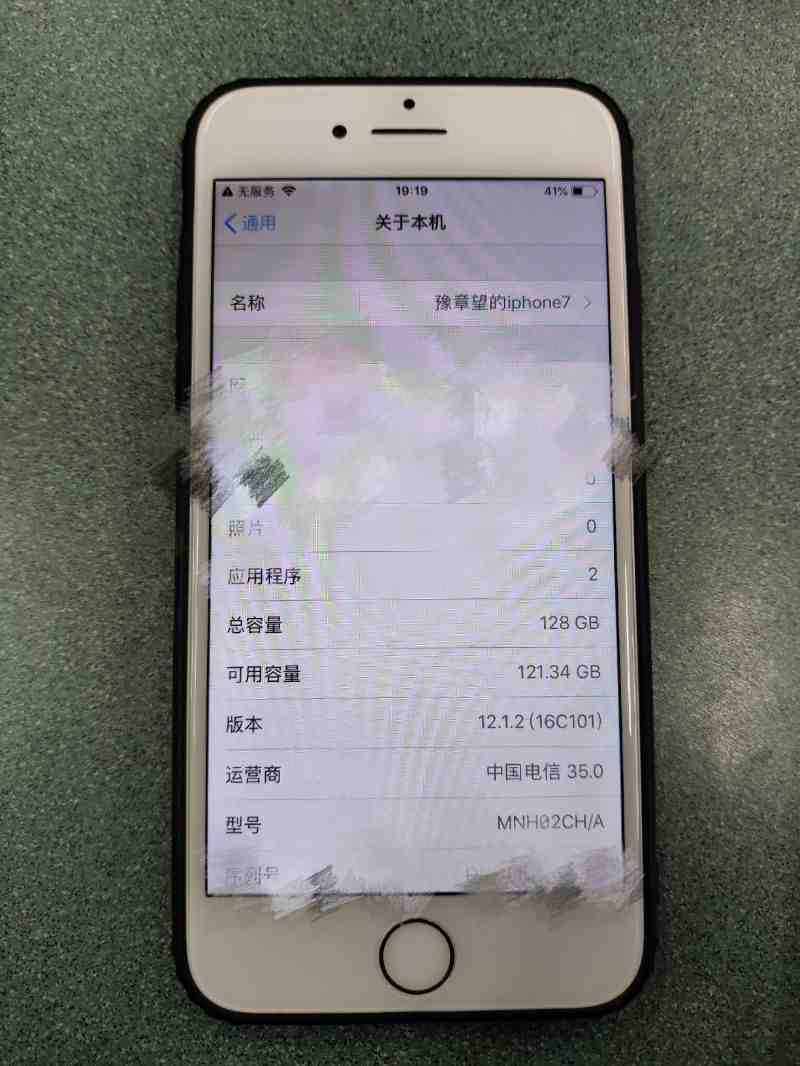 无服务 19:19 41%
通用 关于本机
名称 豫章望的iphone7
照片 0
应用程序 2
总容量 128 GB
可用容量 121.34 GB
版本 12.1.2 (16C101)
运营商 中国电信 35.0
型号 MNH02CH/A
序列号